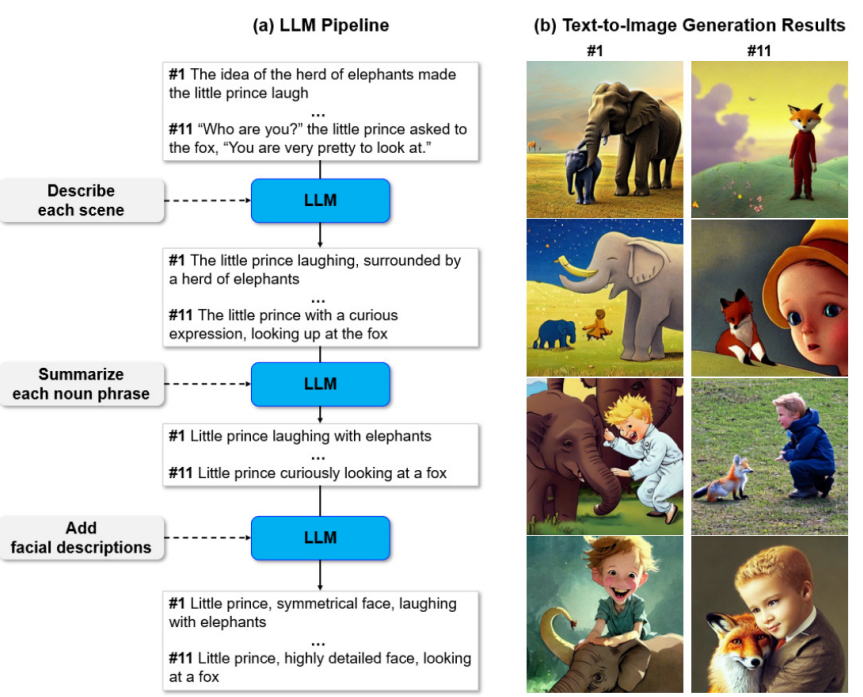 (a) LLM Pipeline
#1 The idea of the herd of elephants made
the little prince laugh
...
#11 “Who are you?” the little prince asked to
the fox, “You are very pretty to look at.”
Describe
each scene
LLM
#1 The little prince laughing, surrounded by
a herd of elephants
...
#11 The little prince with a curious
expression, looking up at the fox
Summarize
each noun phrase
LLM
#1 Little prince laughing with elephants
...
#11 Little prince curiously looking at a fox
Add
facial descriptions
LLM
#1 Little prince, symmetrical face, laughing
with elephants
...
#11 Little prince, highly detailed face, looking
at a fox
(b) Text-to-Image Generation Results
#1
#11